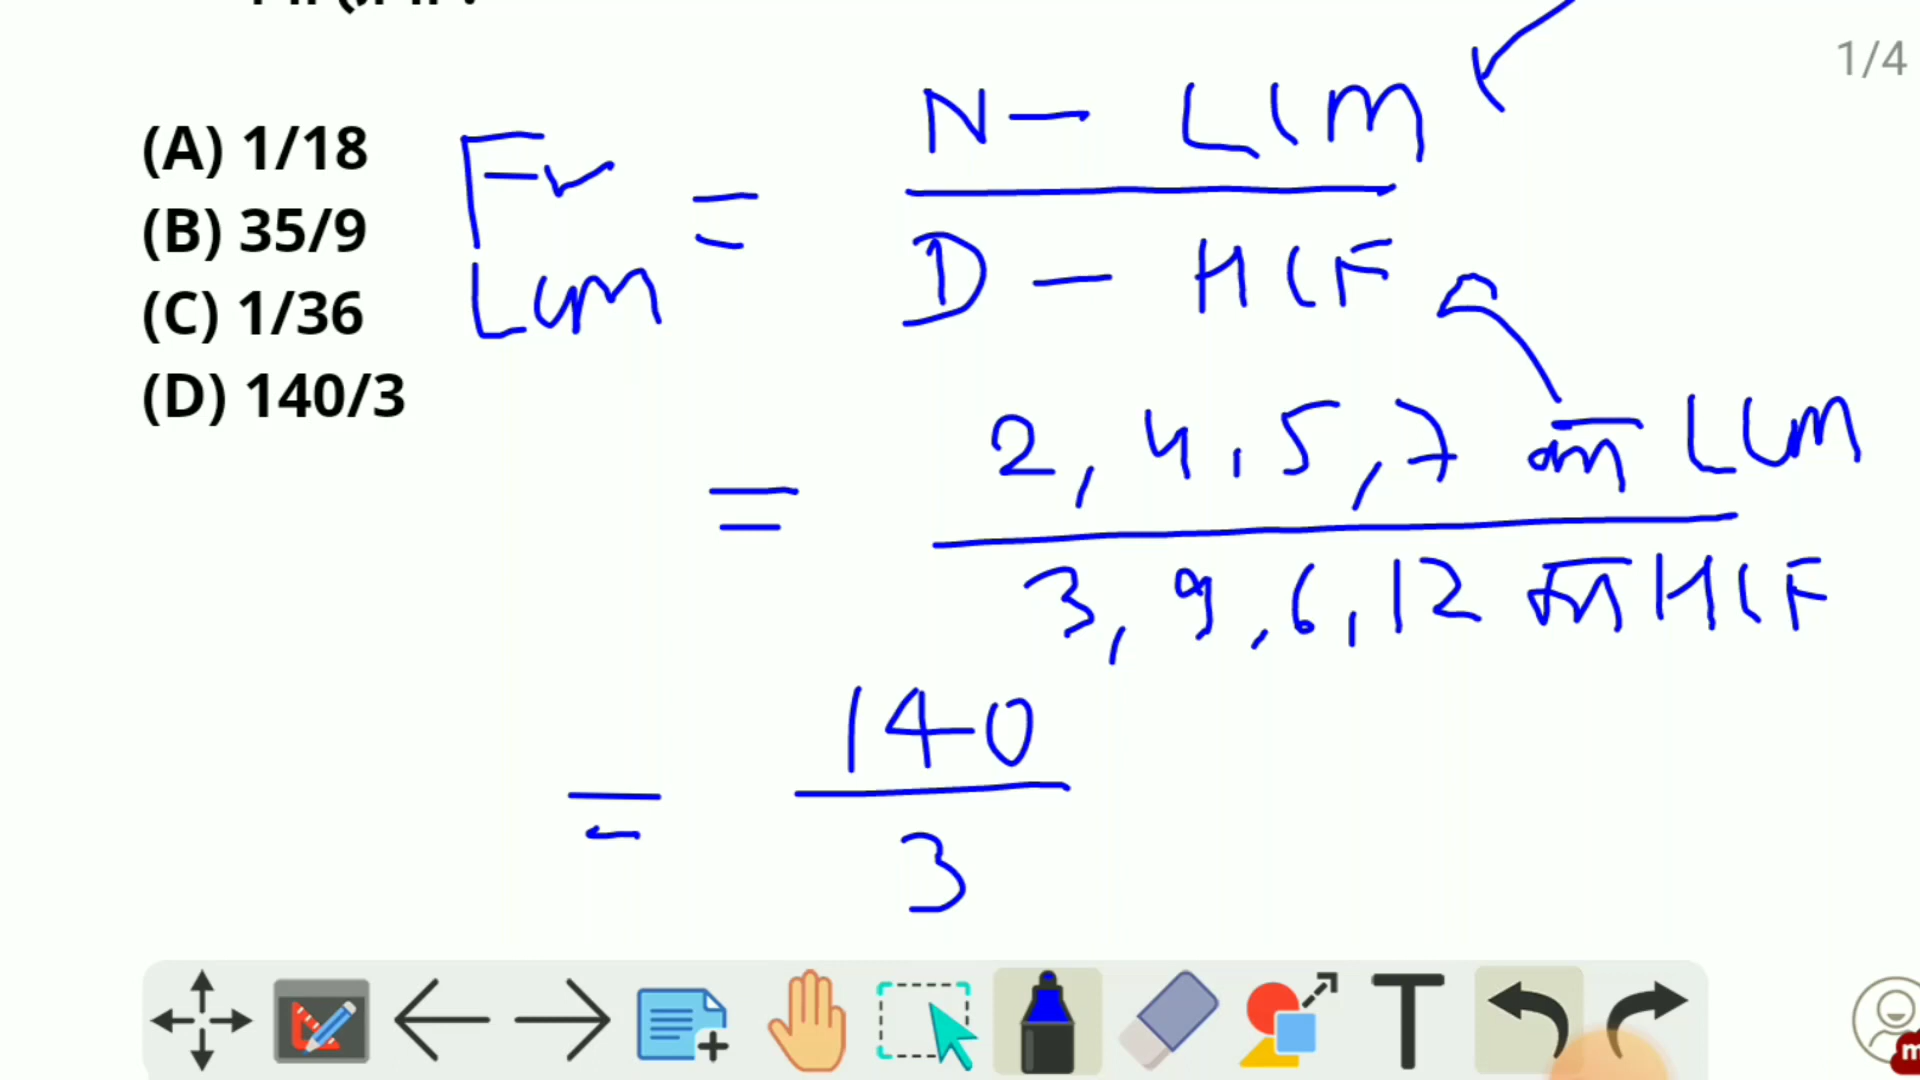 1/4
(A) 1/18
(B) 35/9
(C) 1/36
(D) 140/3
Fr Lcm = N — LCM / D — HCF
= 2, 4, 5, 7 का LCM / 3, 9, 6, 12 का HCF
= 140 / 3
T